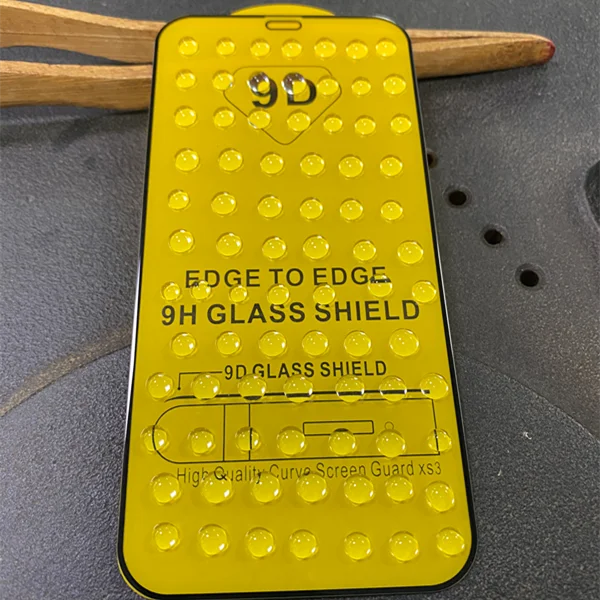 9D
EDGE TO EDGE
9H GLASS SHIELD
9D GLASS SHIELD
High Quality Curve Screen Guard xs3